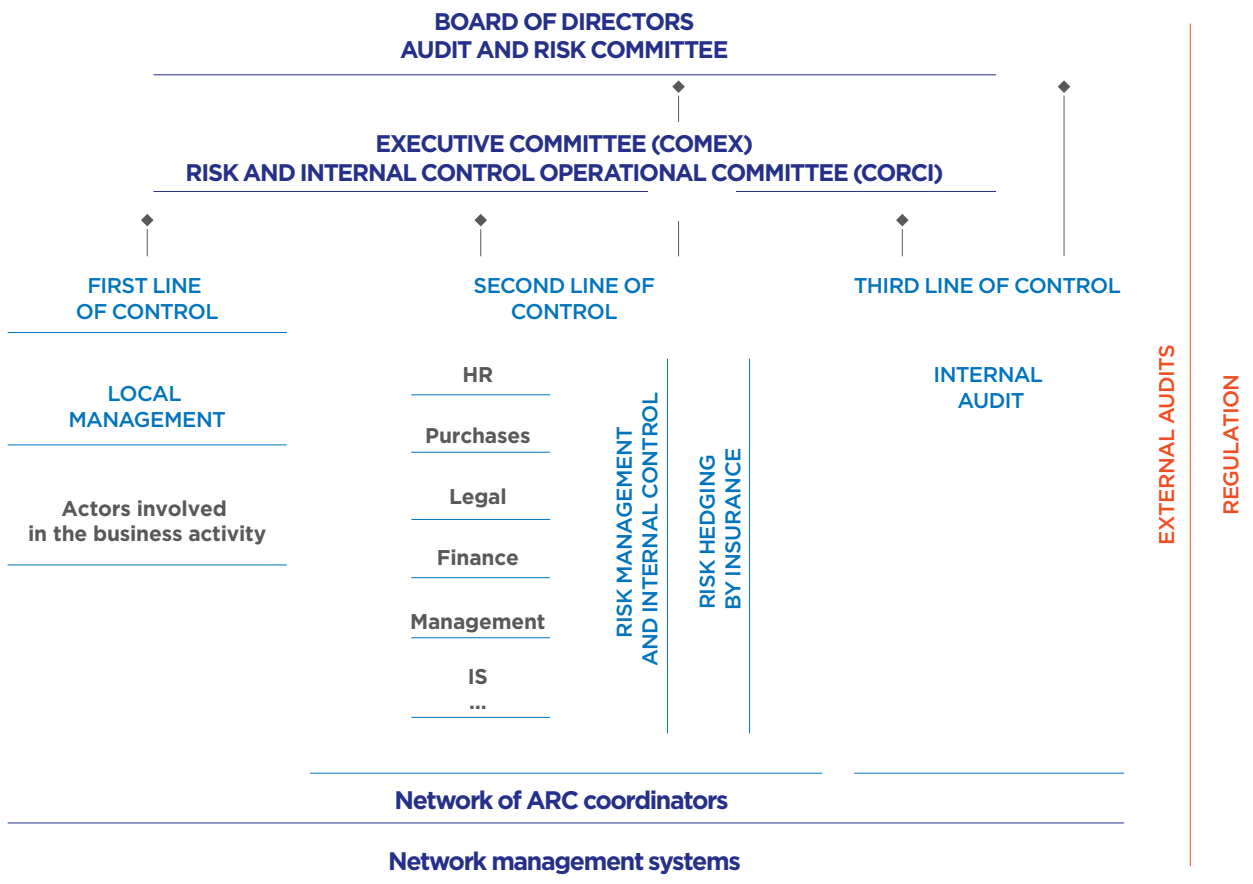 BOARD OF DIRECTORS
AUDIT AND RISK COMMITTEE
EXECUTIVE COMMITTEE (COMEX)
RISK AND INTERNAL CONTROL OPERATIONAL COMMITTEE (CORCI)
FIRST LINE
OF CONTROL
LOCAL
MANAGEMENT
Actors involved
in the business activity
SECOND LINE OF
CONTROL
HR
Purchases
Legal
Finance
Management
IS
...
RISK MANAGEMENT
AND INTERNAL CONTROL
RISK HEDGING
BY INSURANCE
THIRD LINE OF CONTROL
INTERNAL
AUDIT
EXTERNAL AUDITS
REGULATION
Network of ARC coordinators
Network management systems